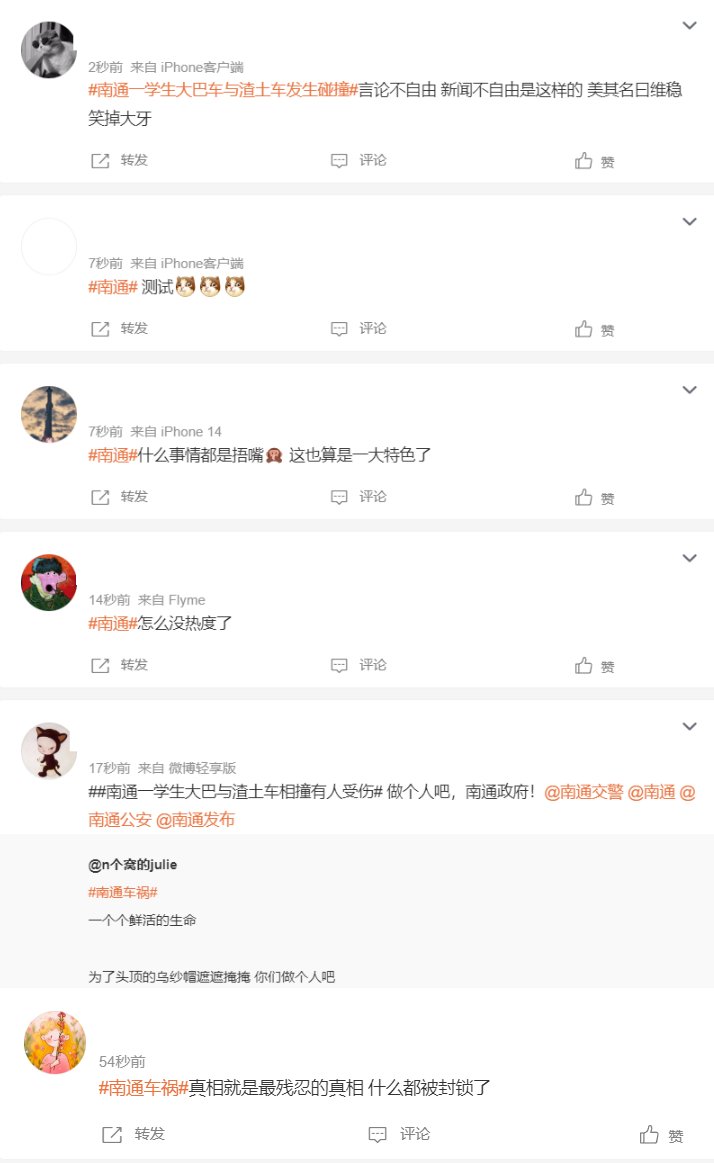 2秒前 来自 iPhone客户端
#南通一学生大巴车与渣土车发生碰撞#言论不自由 新闻不自由是这样的 美其名曰维稳
笑掉大牙
转发 评论 赞
7秒前 来自 iPhone客户端
#南通# 测试
转发 评论 赞
7秒前 来自 iPhone 14
#南通#什么事情都是捂嘴🙊 这也算是一大特色了
转发 评论 赞
14秒前 来自 Flyme
#南通#怎么没热度了
转发 评论 赞
17秒前 来自 微博轻享版
##南通一学生大巴与渣土车相撞有人受伤# 做个人吧，南通政府！@南通交警 @南通 @
南通公安 @南通发布
@n个窝的julie
#南通车祸#
一个个鲜活的生命
为了头顶的乌纱帽遮遮掩掩 你们做个人吧
54秒前
#南通车祸#真相就是最残忍的真相 什么都被封锁了
转发 评论 赞